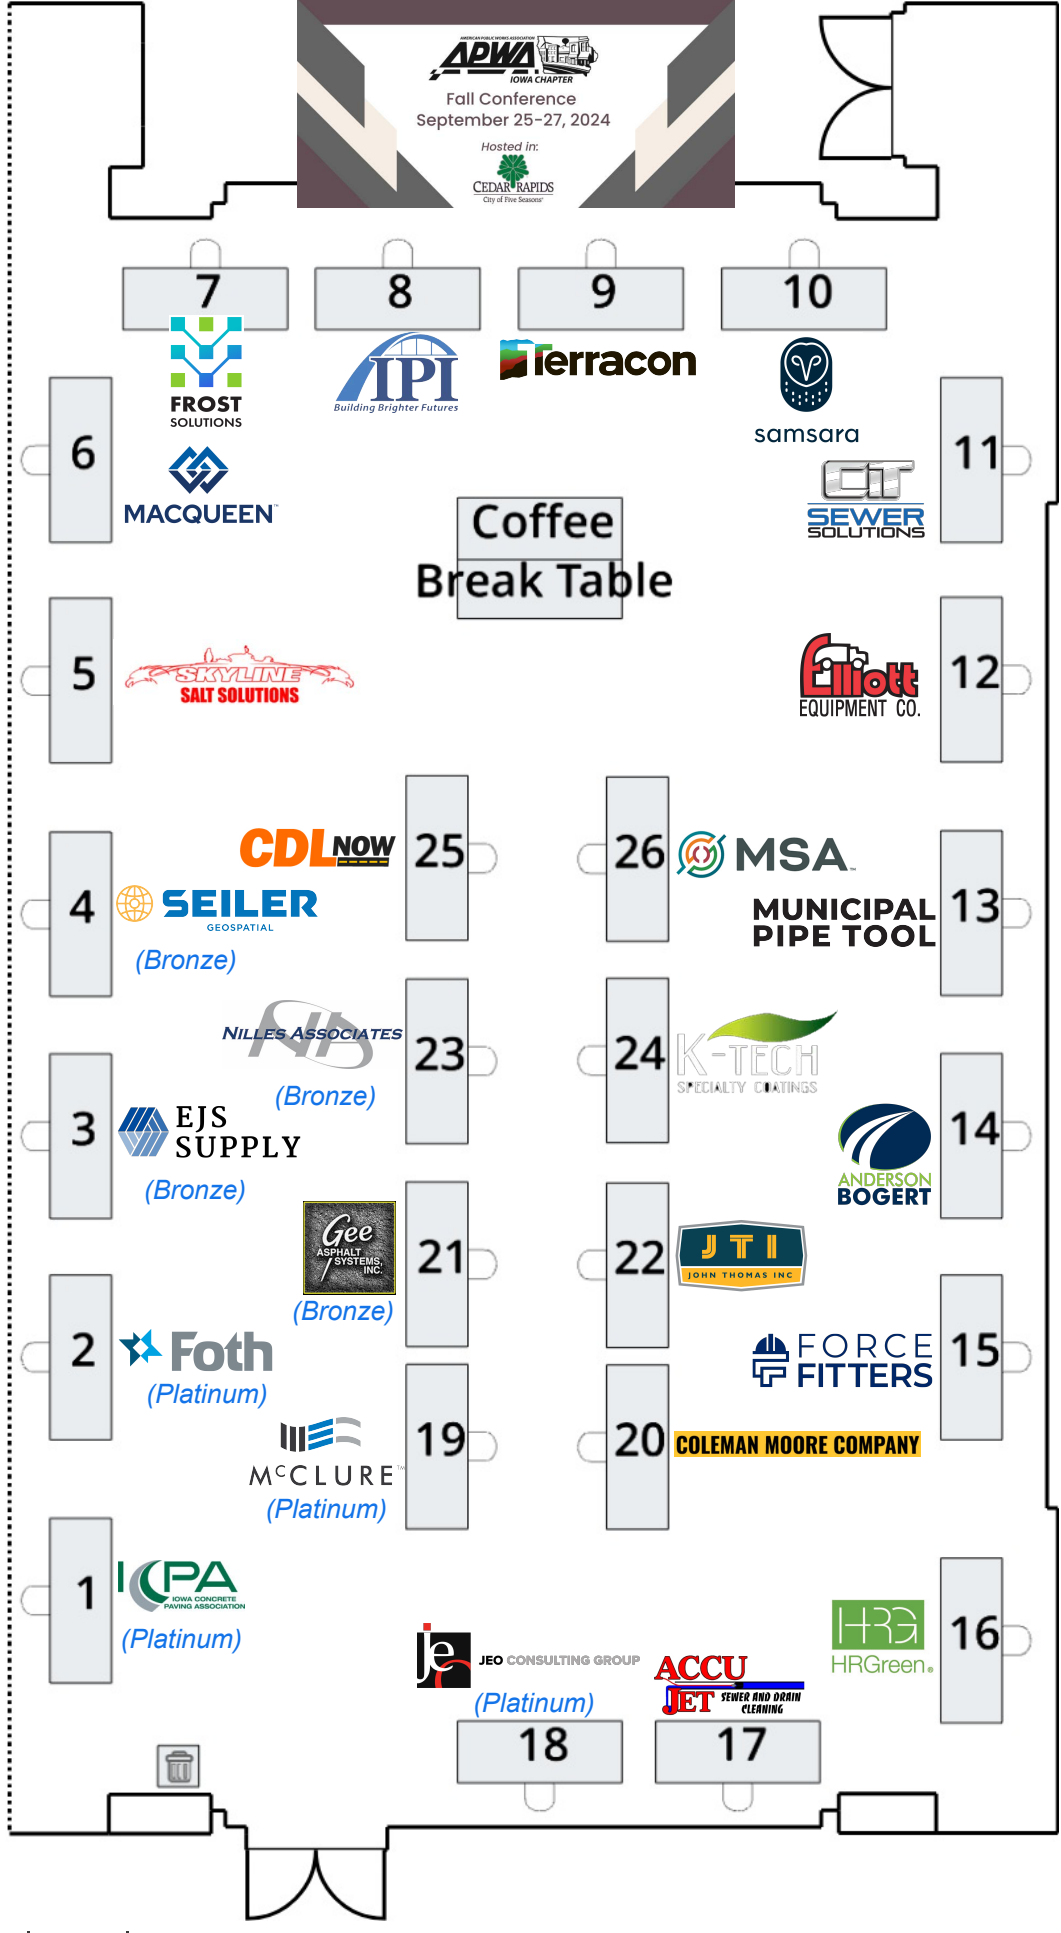 AMERICAN PUBLIC WORKS ASSOCIATION
APWA
IOWA CHAPTER
Fall Conference
September 25-27, 2024
Hosted in:
CEDAR RAPIDS
City of Five Seasons
7
8
9
10
FROST
SOLUTIONS
IPI
Building Brighter Futures
Terracon
samsara
6
MACQUEEN™
11
CIT
SEWER
SOLUTIONS
Coffee
Break Table
5
SKYLINE
SALT SOLUTIONS
12
Elliott
EQUIPMENT CO.
CDL NOW
25
26
MSA™
4
SEILER
GEOSPATIAL
(Bronze)
13
MUNICIPAL
PIPE TOOL
NILLES ASSOCIATES
(Bronze)
23
24
K-TECH
SPECIALTY COATINGS
3
EJS
SUPPLY
(Bronze)
14
ANDERSON
BOGERT
Gee
ASPHALT
SYSTEMS,
INC.
(Bronze)
21
22
JTI
JOHN THOMAS INC
2
Foth
(Platinum)
15
FORCE
FITTERS
MCCLURE™
(Platinum)
19
20
COLEMAN MOORE COMPANY
1
ICPA
IOWA CONCRETE
PAVING ASSOCIATION
(Platinum)
16
HRG
HRGreen®
jeo
JEO CONSULTING GROUP
(Platinum)
ACCU
JET SEWER AND DRAIN
CLEANING
18
17